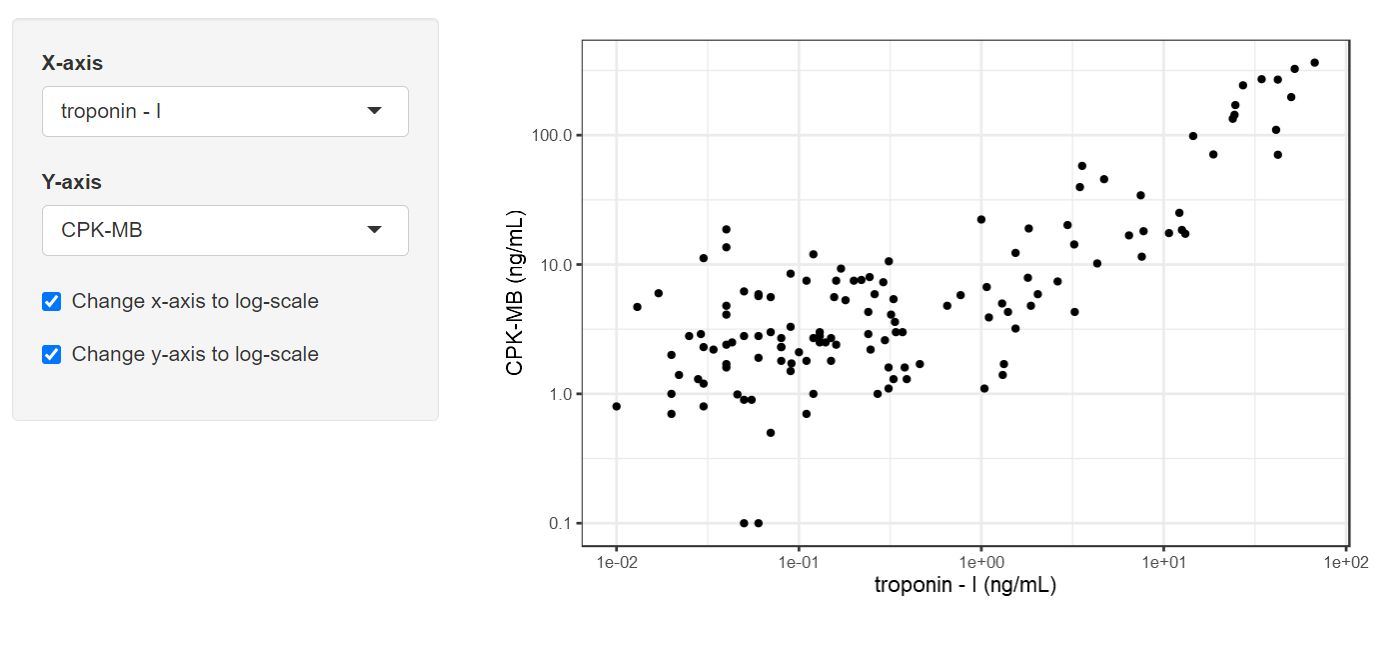 X-axis
troponin - I
Y-axis
CPK-MB
Change x-axis to log-scale
Change y-axis to log-scale
CPK-MB (ng/mL)
100.0
10.0
1.0
0.1
1e-02 1e-01 1e+00 1e+01 1e+02
troponin - I (ng/mL)